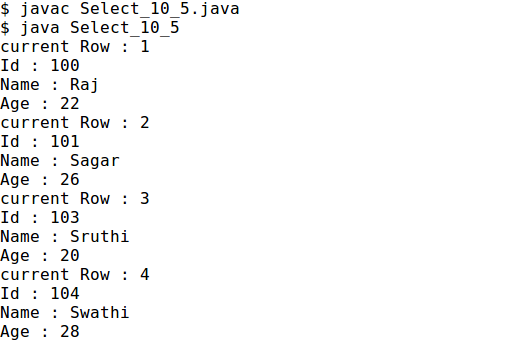 $ javac Select_10_5.java
$ java Select_10_5
current Row : 1
Id : 100
Name : Raj
Age : 22
current Row : 2
Id : 101
Name : Sagar
Age : 26
current Row : 3
Id : 103
Name : Sruthi
Age : 20
current Row : 4
Id : 104
Name : Swathi
Age : 28